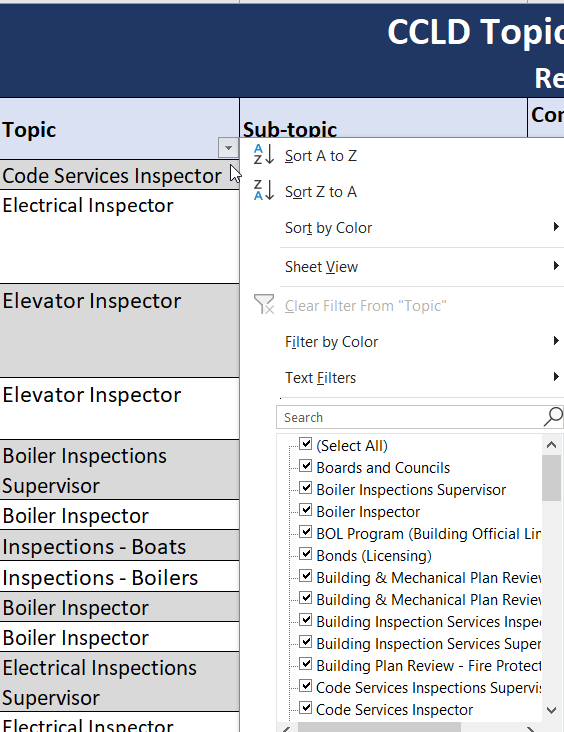 CCLD Topic
Re
Topic
Sub-topic
Cor
Code Services Inspector
Electrical Inspector
Elevator Inspector
Elevator Inspector
Boiler Inspections
Supervisor
Boiler Inspector
Inspections - Boats
Inspections - Boilers
Boiler Inspector
Boiler Inspector
Electrical Inspections
Supervisor
Electrical Inspector
Sort A to Z
Sort Z to A
Sort by Color
Sheet View
Clear Filter From "Topic"
Filter by Color
Text Filters
Search
(Select All)
Boards and Councils
Boiler Inspections Supervisor
Boiler Inspector
BOL Program (Building Official Lim
Bonds (Licensing)
Building & Mechanical Plan Review
Building & Mechanical Plan Review
Building Inspection Services Inspec
Building Inspection Services Super
Building Plan Review - Fire Protect
Code Services Inspections Supervis
Code Services Inspector